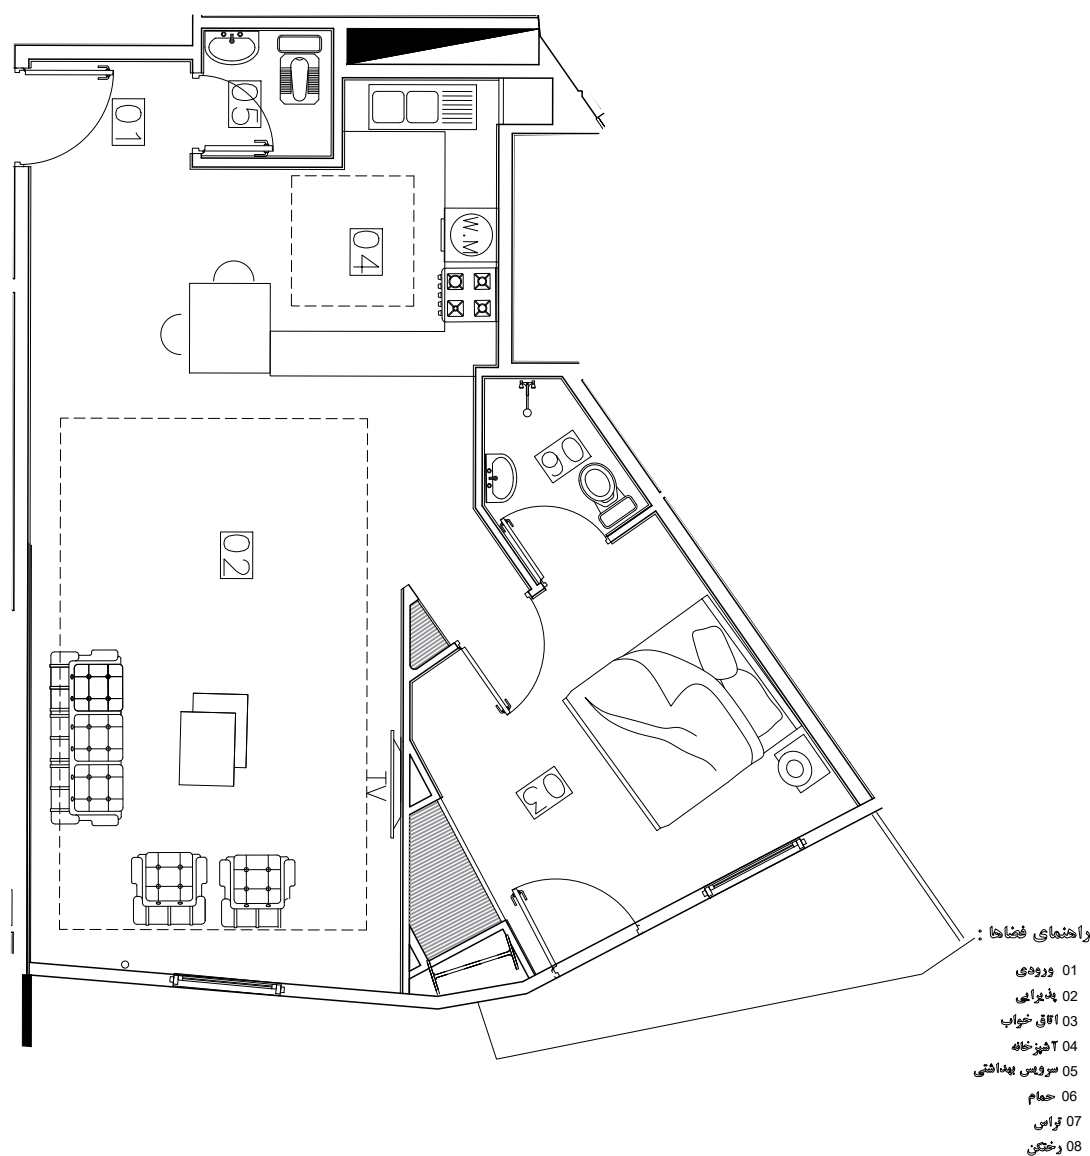 01
05
W.M
04
06
02
03
TV
راهنمای فضاها :
01 ورودی
02 پذیرایی
03 اتاق خواب
04 آشپزخانه
05 سرویس بهداشتی
06 حمام
07 تراس
08 رختکن